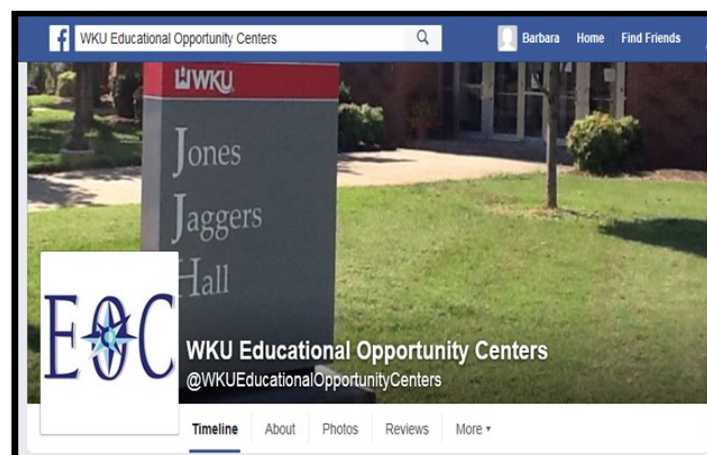 f WKU Educational Opportunity Centers Barbara Home Find Friends
WKU
Jones
Jaggers
Hall
EOC
WKU Educational Opportunity Centers
@WKUEducationalOpportunityCenters
Timeline About Photos Reviews More